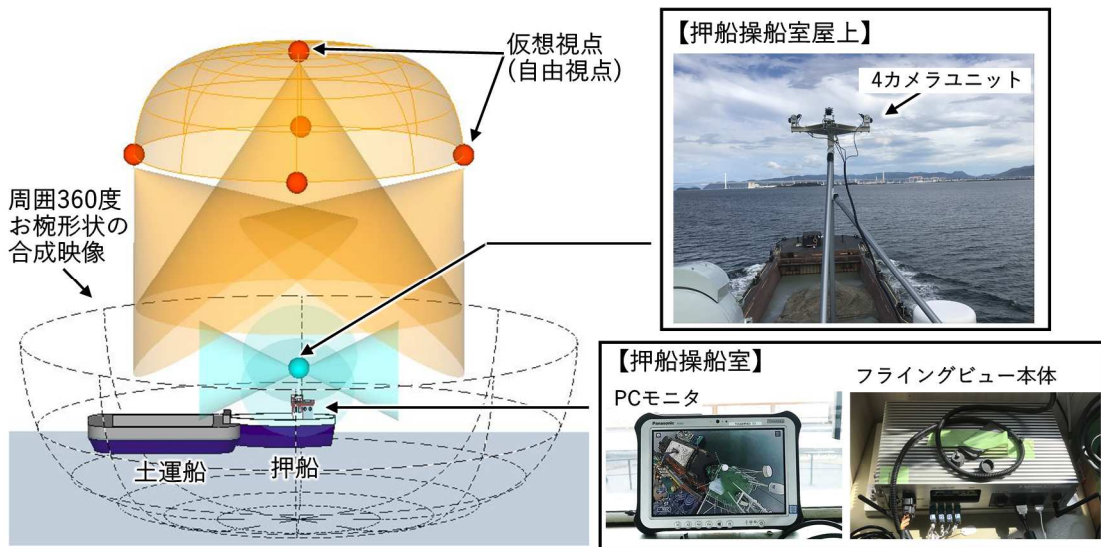 仮想視点
(自由視点)
周囲360度
お椀形状の
合成映像
土運船
押船
【押船操船室屋上】
4カメラユニット
【押船操船室】
PCモニタ
フライングビュー本体
Panasonic